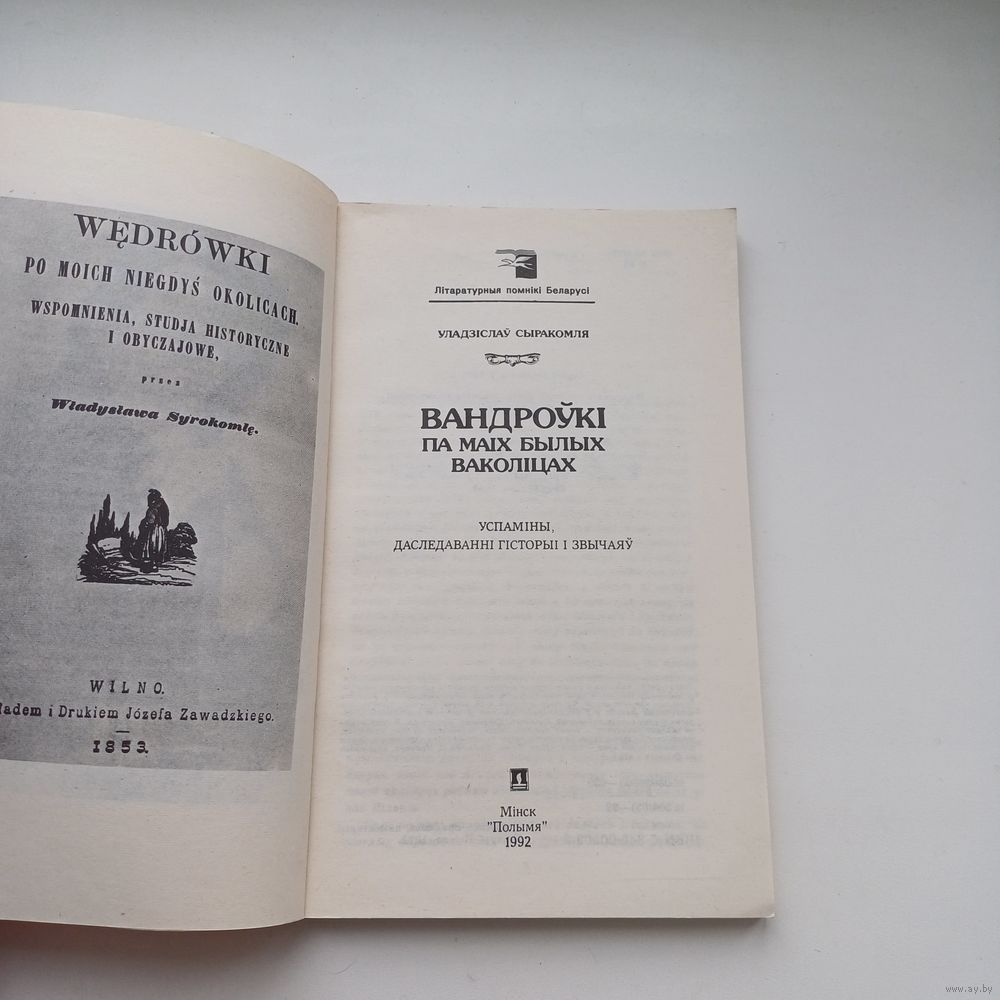 WĘDRÓWKI
PO MOICH NIEGDYŚ OKOLICACH.
WSPOMNIENIA, STUDJA HISTORYCZNE
I OBYCZAJOWE,
przez
Władysława Syrokomlę.
WILNO.
ładem i Drukiem Józefa Zawadzkiego.
1853.
Літаратурныя помнікі Беларусі
УЛАДЗІСЛАЎ СЫРАКОМЛЯ
ВАНДРОЎКІ
ПА МАІХ БЫЛЫХ
ВАКОЛІЦАХ
УСПАМІНЫ,
ДАСЛЕДАВАННІ ГІСТОРЫІ І ЗВЫЧАЯЎ
Мінск
"Полымя"
1992
www.ay.by